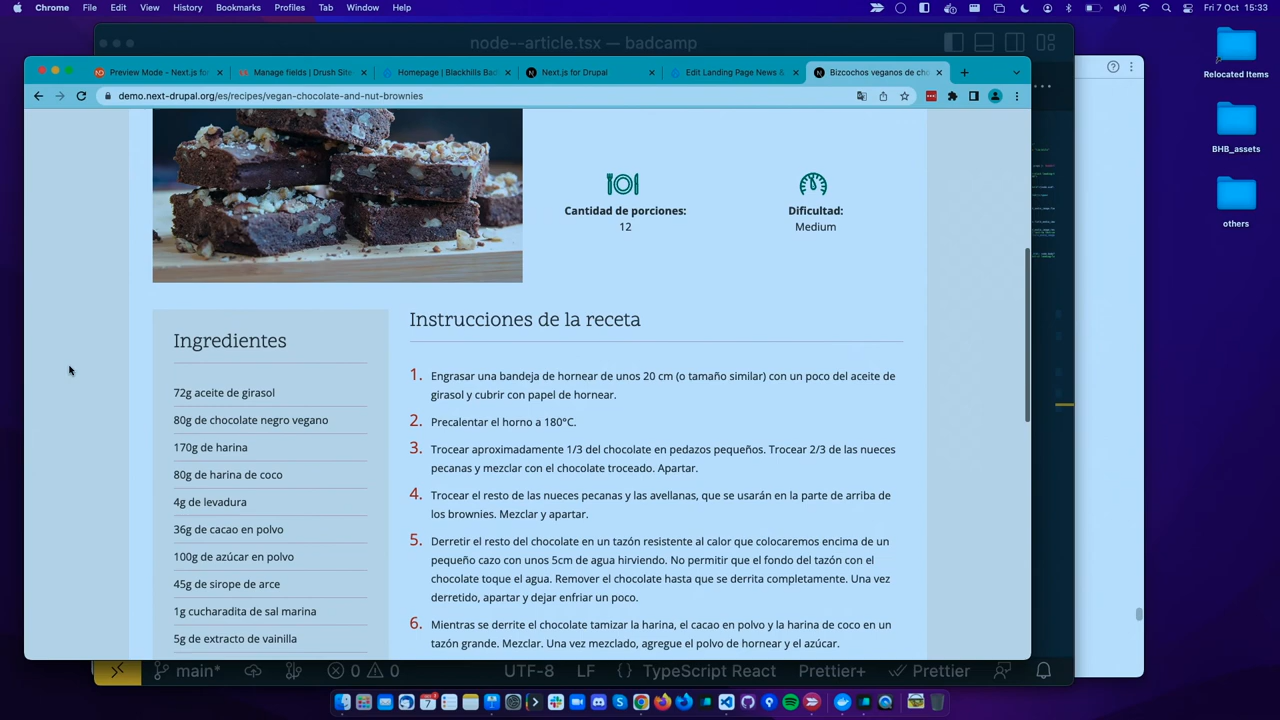 Chrome File Edit View History Bookmarks Profiles Tab Window Help
Fri 7 Oct 15:33
node--article.tsx — badcamp
Relocated Items
BHB_assets
others
Preview Mode - Next.js for
Manage fields | Drush Site-
Homepage | Blackhills Bad
Next.js for Drupal
Edit Landing Page News &
Bizcochos veganos de cho
demo.next-drupal.org/es/recipes/vegan-chocolate-and-nut-brownies
Cantidad de porciones:
12
Dificultad:
Medium
Ingredientes
72g aceite de girasol
80g de chocolate negro vegano
170g de harina
80g de harina de coco
4g de levadura
36g de cacao en polvo
100g de azúcar en polvo
45g de sirope de arce
1g cucharadita de sal marina
5g de extracto de vainilla
Instrucciones de la receta
1. Engrasar una bandeja de hornear de unos 20 cm (o tamaño similar) con un poco del aceite de
girasol y cubrir con papel de hornear.
2. Precalentar el horno a 180°C.
3. Trocear aproximadamente 1/3 del chocolate en pedazos pequeños. Trocear 2/3 de las nueces
pecanas y mezclar con el chocolate troceado. Apartar.
4. Trocear el resto de las nueces pecanas y las avellanas, que se usarán en la parte de arriba de
los brownies. Mezclar y apartar.
5. Derretir el resto del chocolate en un tazón resistente al calor que colocaremos encima de un
pequeño cazo con unos 5cm de agua hirviendo. No permitir que el fondo del tazón con el
chocolate toque el agua. Remover el chocolate hasta que se derrita completamente. Una vez
derretido, apartar y dejar enfriar un poco.
6. Mientras se derrite el chocolate tamizar la harina, el cacao en polvo y la harina de coco en un
tazón grande. Mezclar. Una vez mezclado, agregue el polvo de hornear y el azúcar.
main* 0 0 UTF-8 LF {} TypeScript React Prettier+ Prettier